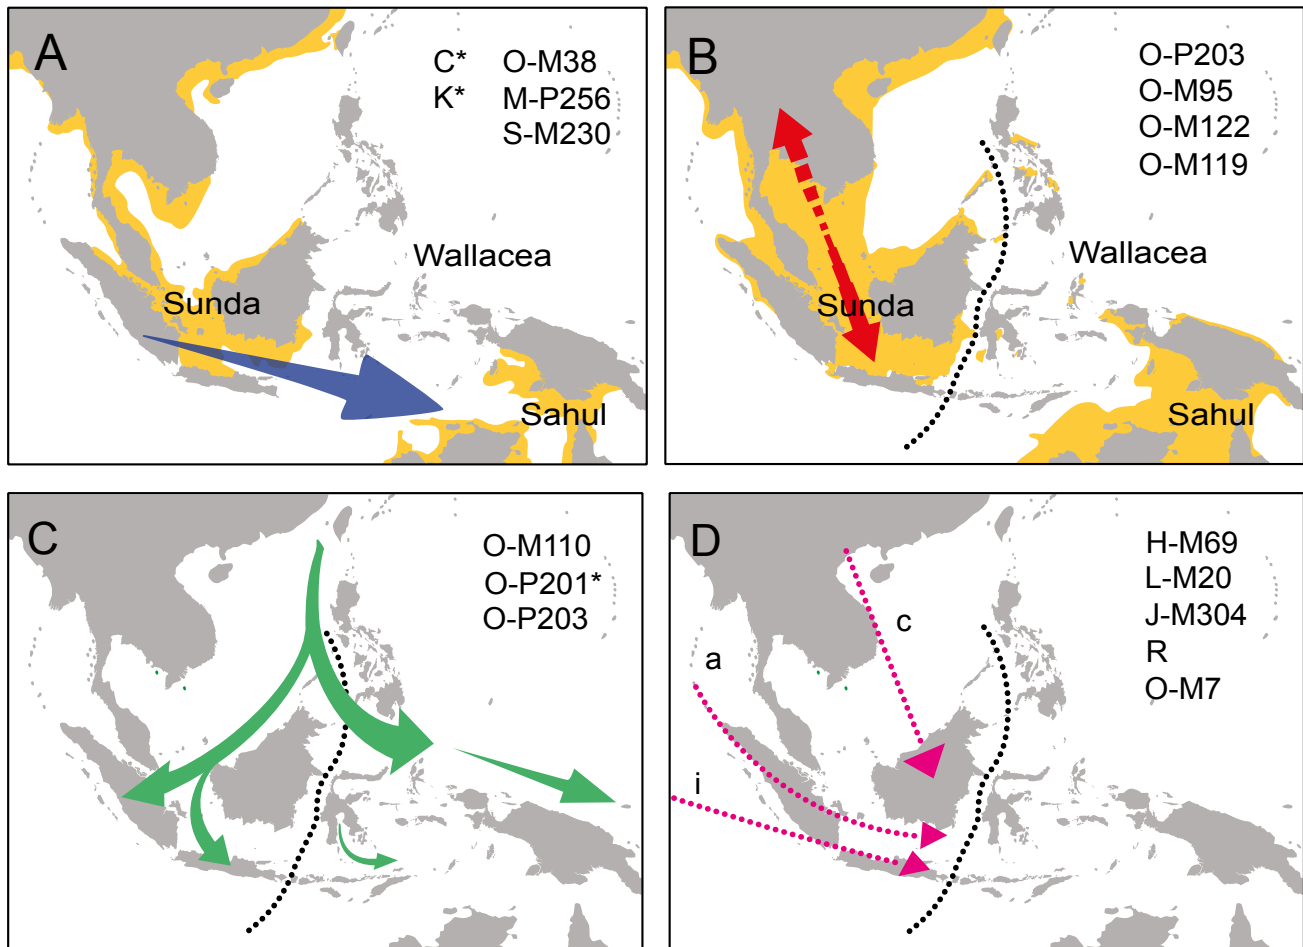 A
C* O-M38
K* M-P256
S-M230
Wallacea
Sunda
Sahul
B
O-P203
O-M95
O-M122
O-M119
Wallacea
Sunda
Sahul
C
O-M110
O-P201*
O-P203
D
H-M69
L-M20
J-M304
R
O-M7
c
a
i